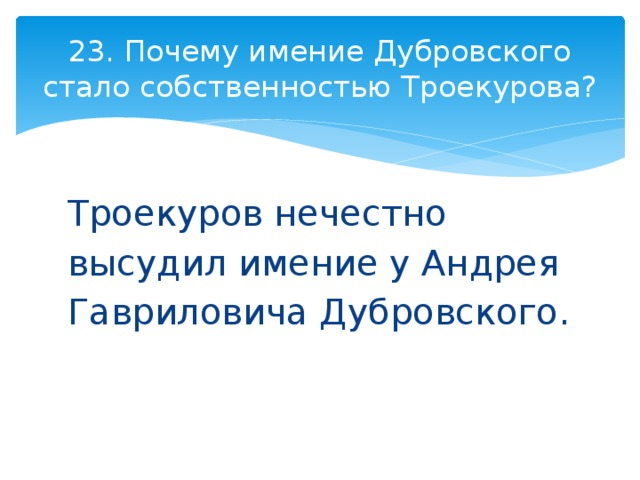 23. Почему имение Дубровского
стало собственностью Троекурова?
Троекуров нечестно
высудил имение у Андрея
Гавриловича Дубровского.